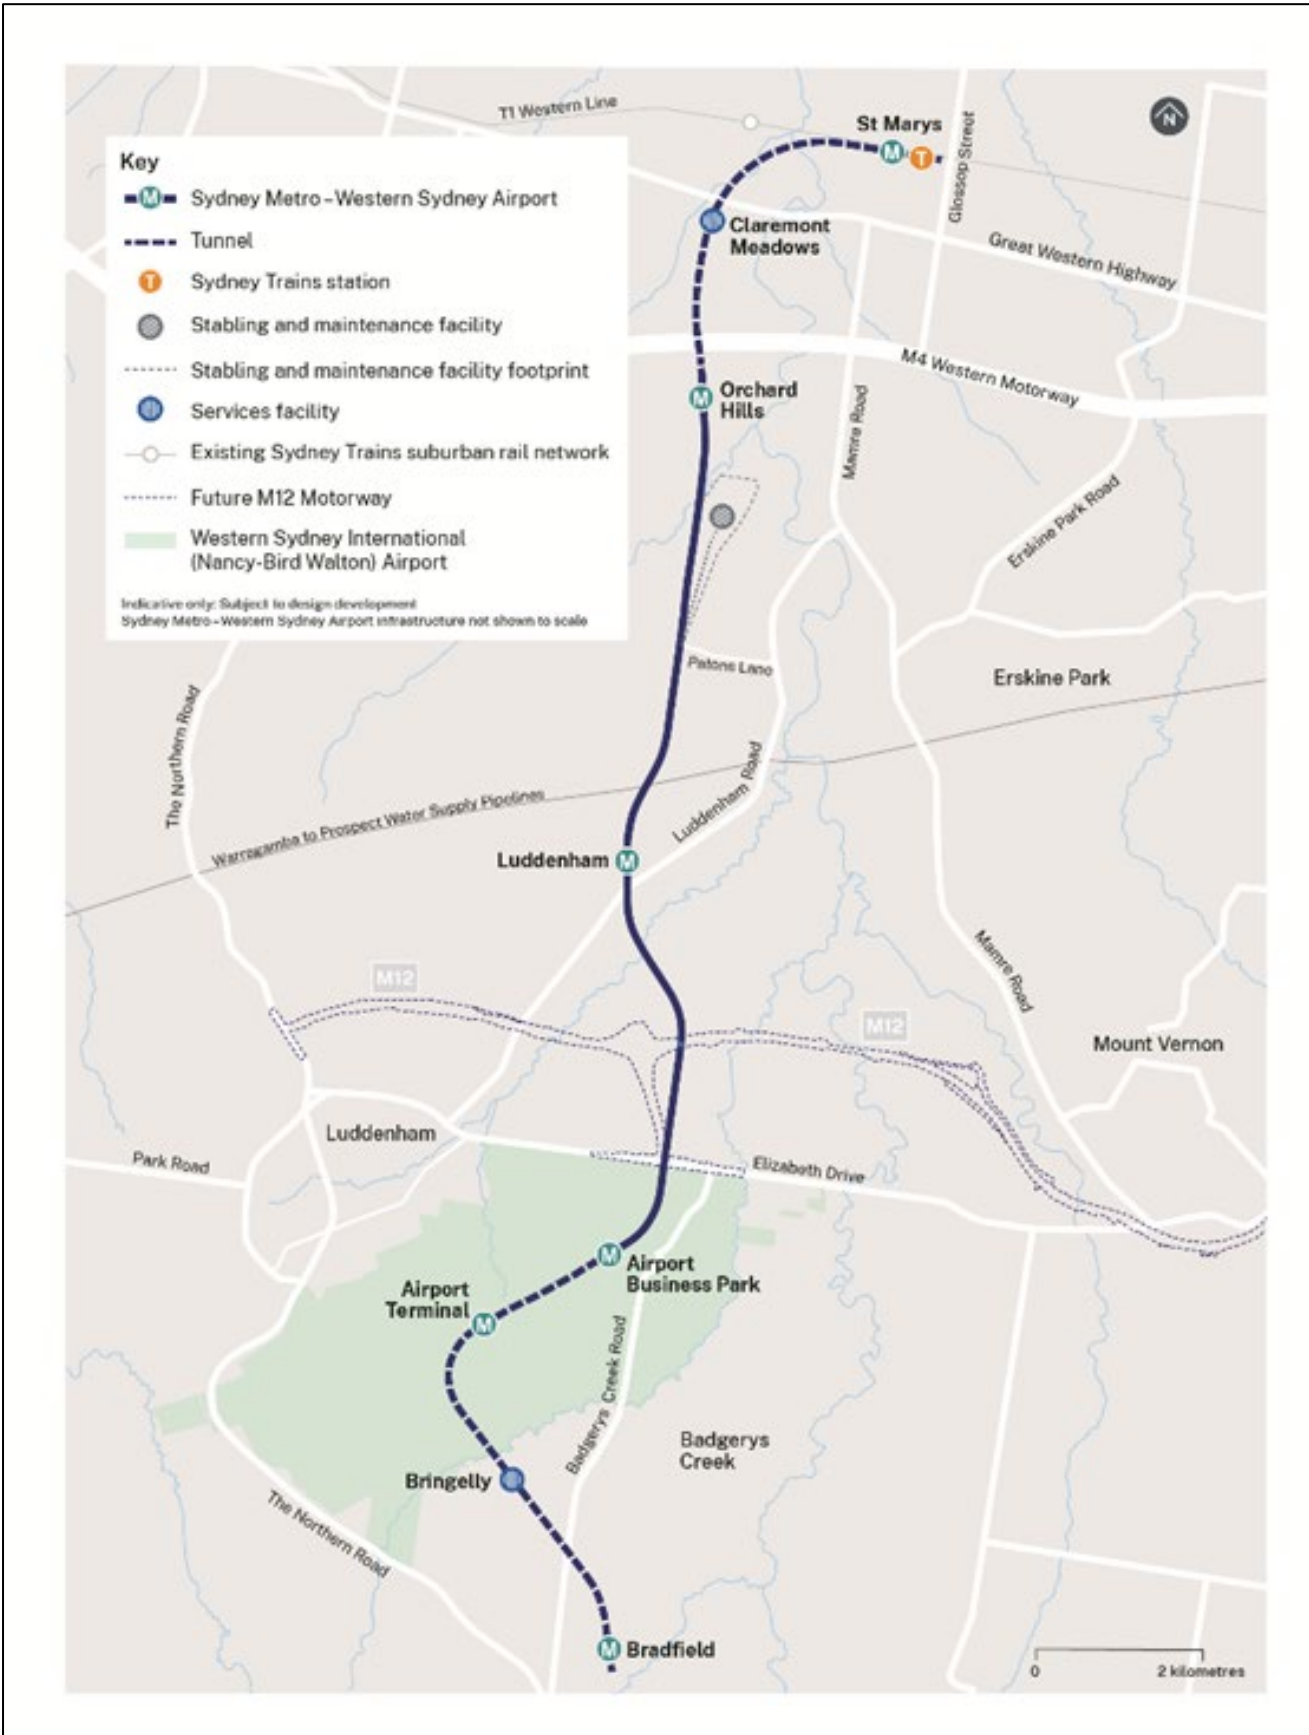 T1 Western Line
St Marys
N
M
T
Glossop Street
Key
M
Sydney Metro – Western Sydney Airport
Tunnel
T
Sydney Trains station
Stabling and maintenance facility
Stabling and maintenance facility footprint
Services facility
Existing Sydney Trains suburban rail network
Future M12 Motorway
Western Sydney International
(Nancy-Bird Walton) Airport
Indicative only: Subject to design development
Sydney Metro – Western Sydney Airport infrastructure not shown to scale
Claremont
Meadows
Great Western Highway
M4 Western Motorway
M
Orchard
Hills
Mamre Road
Erskine Park Road
Patons Lane
Erskine Park
The Northern Road
Luddenham Road
Warragamba to Prospect Water Supply Pipelines
Luddenham
M
Mamre Road
M12
M12
Mount Vernon
Luddenham
Park Road
Elizabeth Drive
M
Airport
Business Park
Airport
Terminal
M
Badgerys Creek Road
Badgerys
Creek
Bringelly
The Northern Road
M
Bradfield
0
2 kilometres